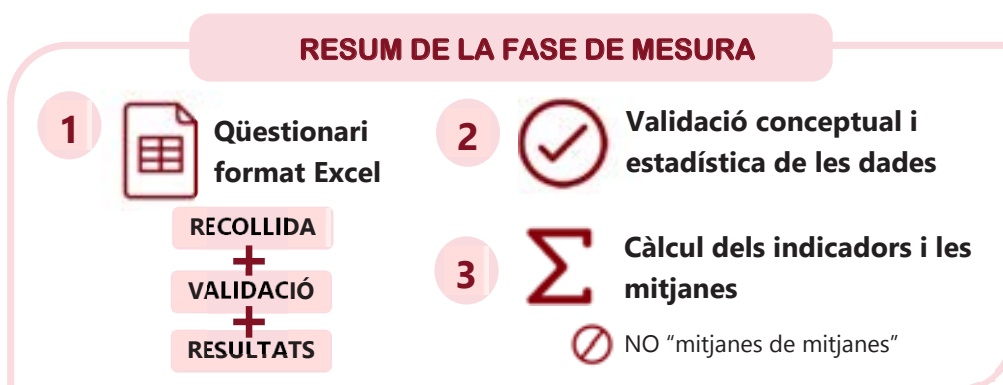 RESUM DE LA FASE DE MESURA
1
Qüestionari
format Excel
RECOLLIDA
+
VALIDACIÓ
+
RESULTATS
2
Validació conceptual i
estadística de les dades
3
Σ
Càlcul dels indicadors i les
mitjanes
NO “mitjanes de mitjanes”